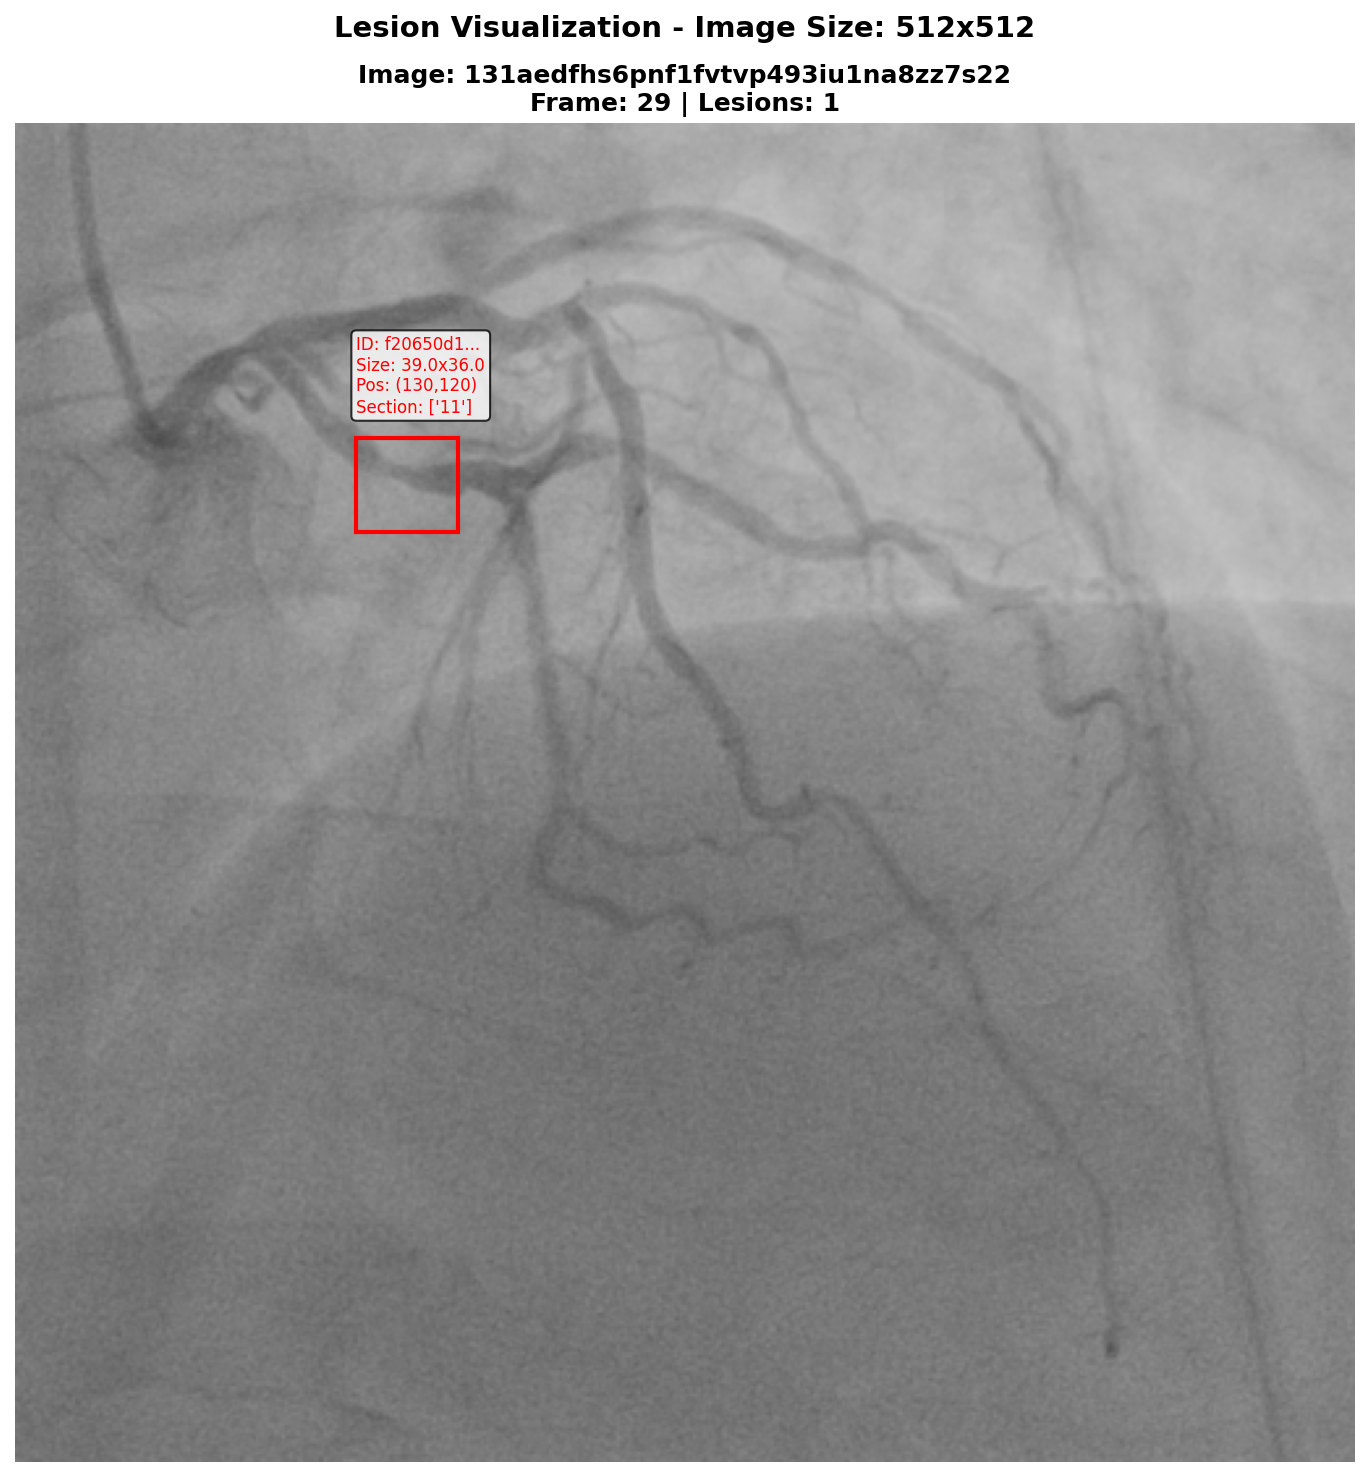 Lesion Visualization - Image Size: 512x512
Image: 131aedfhs6pnf1fvtvp493iu1na8zz7s22
Frame: 29 | Lesions: 1
ID: f20650d1...
Size: 39.0x36.0
Pos: (130,120)
Section: ['11']